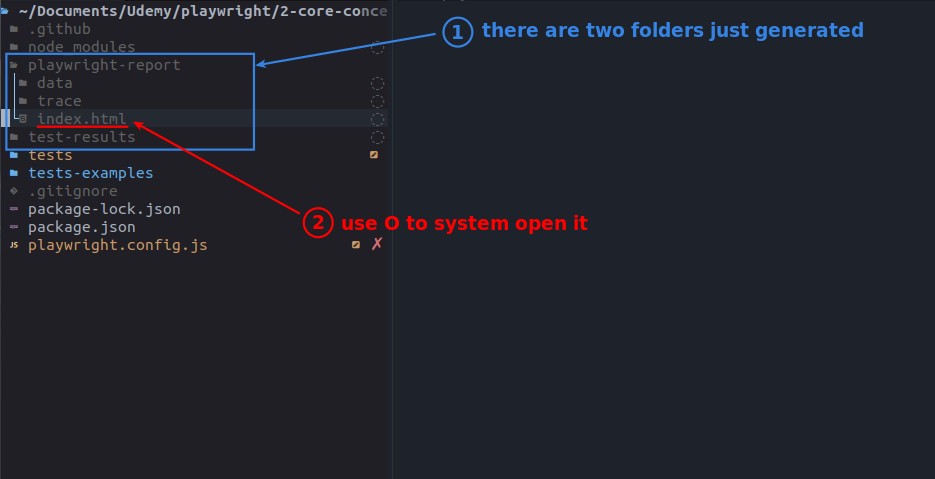 ~/Documents/Udemy/playwright/2-core-conce
.github
node_modules
playwright-report
data
trace
index.html
test-results
tests
tests-examples
.gitignore
package-lock.json
package.json
JS playwright.config.js
1 there are two folders just generated
2 use O to system open it